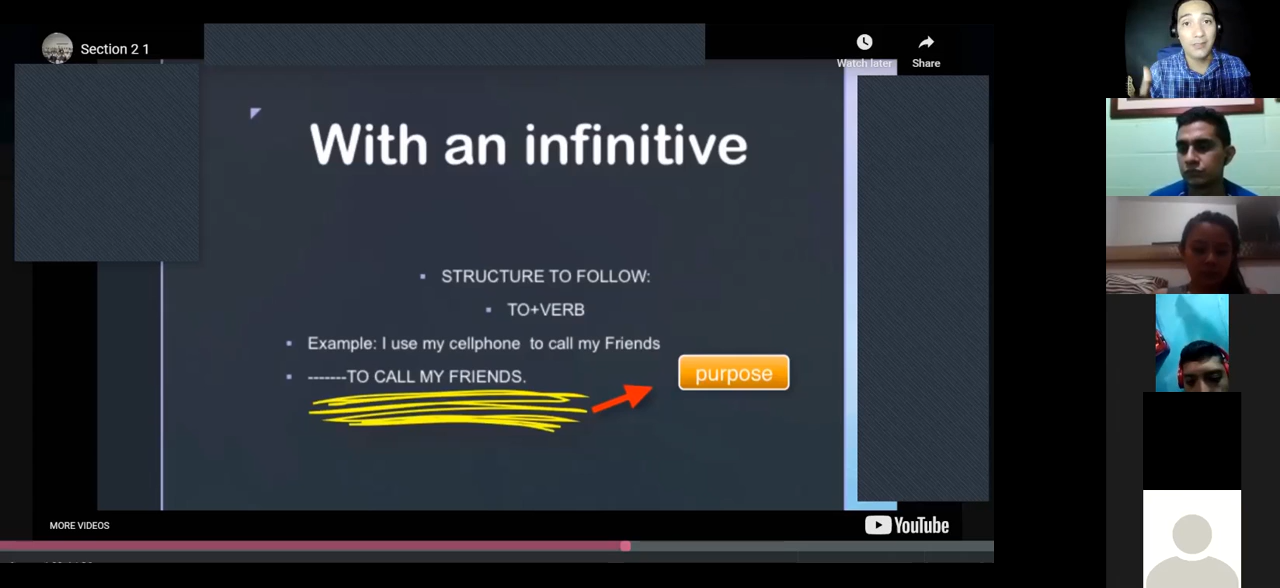 Section 2 1
Watch later
Share
With an infinitive
STRUCTURE TO FOLLOW:
TO+VERB
Example: I use my cellphone to call my Friends
-------TO CALL MY FRIENDS.
purpose
MORE VIDEOS
YouTube